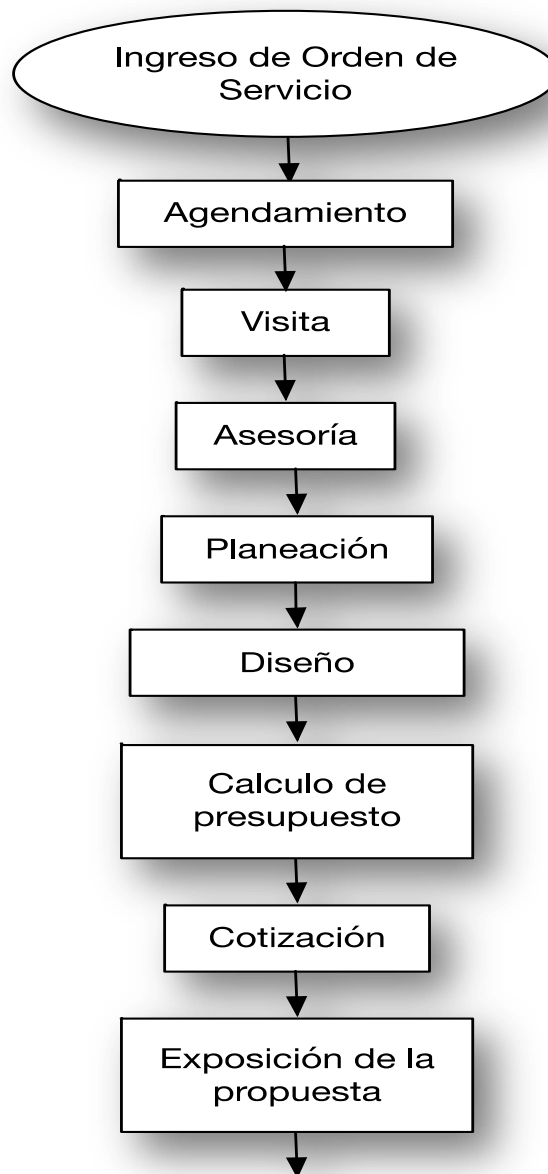 Ingreso de Orden de
Servicio
Agendamiento
Visita
Asesoría
Planeación
Diseño
Calculo de
presupuesto
Cotización
Exposición de la
propuesta